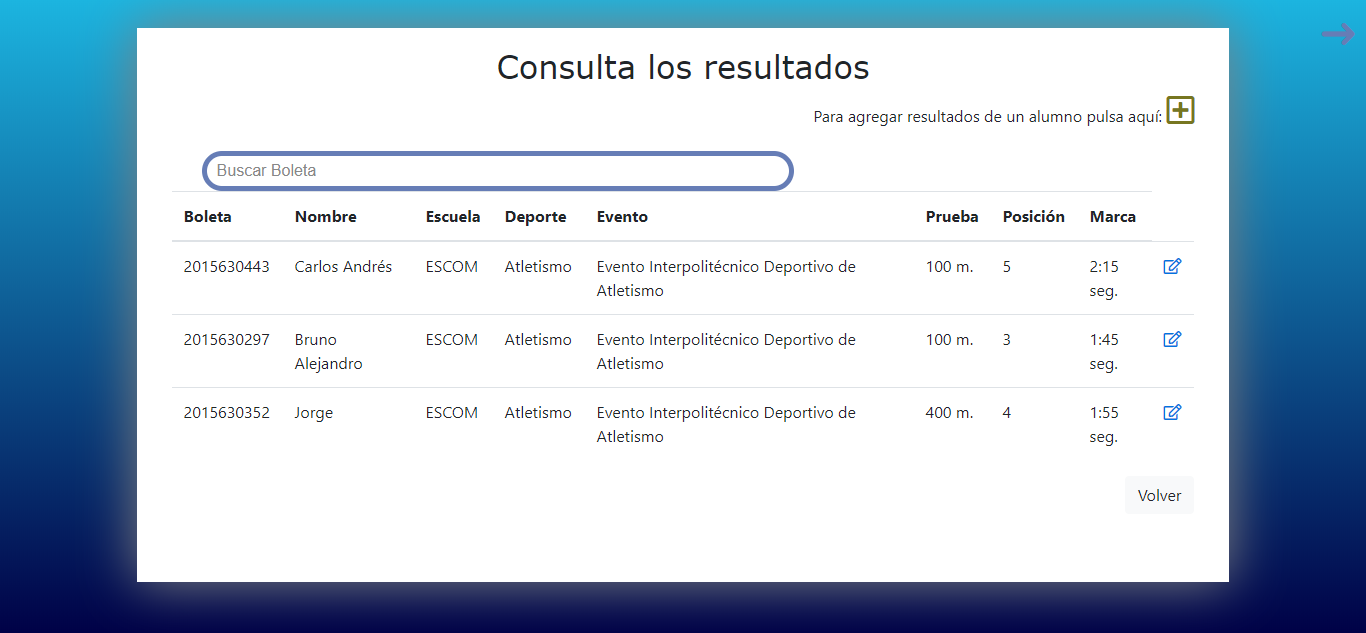 Consulta los resultados
Para agregar resultados de un alumno pulsa aquí:
Buscar Boleta
Boleta Nombre Escuela Deporte Evento Prueba Posición Marca
2015630443 Carlos Andrés ESCOM Atletismo Evento Interpolitécnico Deportivo de 100 m. 5 2:15
Atletismo seg.
2015630297 Bruno ESCOM Atletismo Evento Interpolitécnico Deportivo de 100 m. 3 1:45
Alejandro Atletismo seg.
2015630352 Jorge ESCOM Atletismo Evento Interpolitécnico Deportivo de 400 m. 4 1:55
Atletismo seg.
Volver